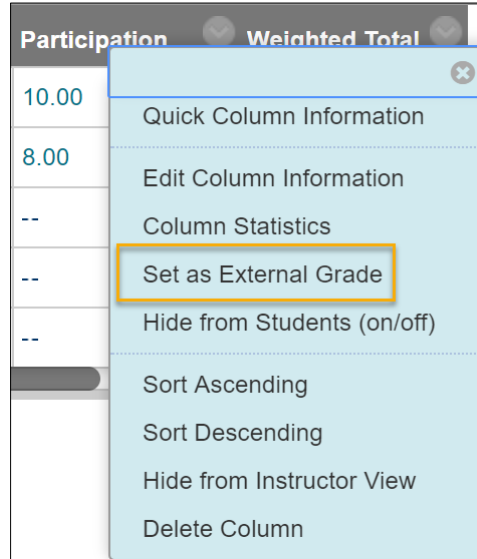 Participation Weighted Total
10.00
8.00
--
--
--
Quick Column Information
Edit Column Information
Column Statistics
Set as External Grade
Hide from Students (on/off)
Sort Ascending
Sort Descending
Hide from Instructor View
Delete Column